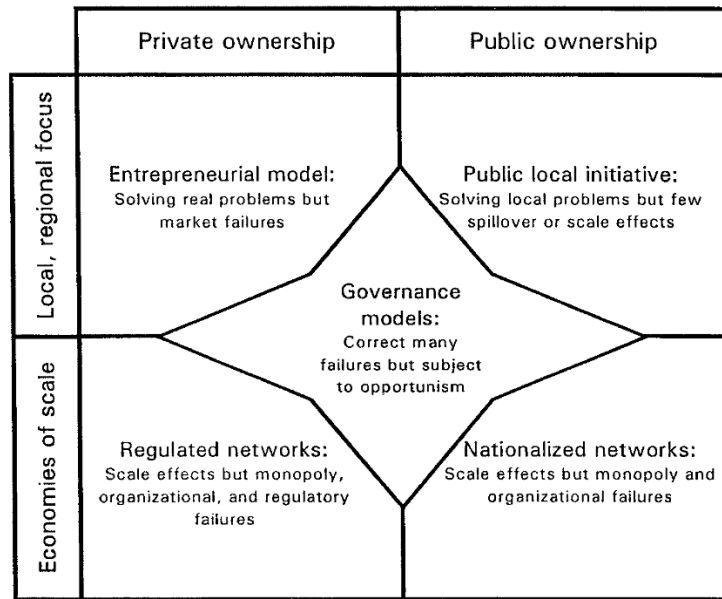 Private ownership
Public ownership
Local, regional focus
Entrepreneurial model:
Solving real problems but
market failures
Public local initiative:
Solving local problems but few
spillover or scale effects
Governance
models:
Correct many
failures but subject
to opportunism
Economies of scale
Regulated networks:
Scale effects but monopoly,
organizational, and regulatory
failures
Nationalized networks:
Scale effects but monopoly and
organizational failures